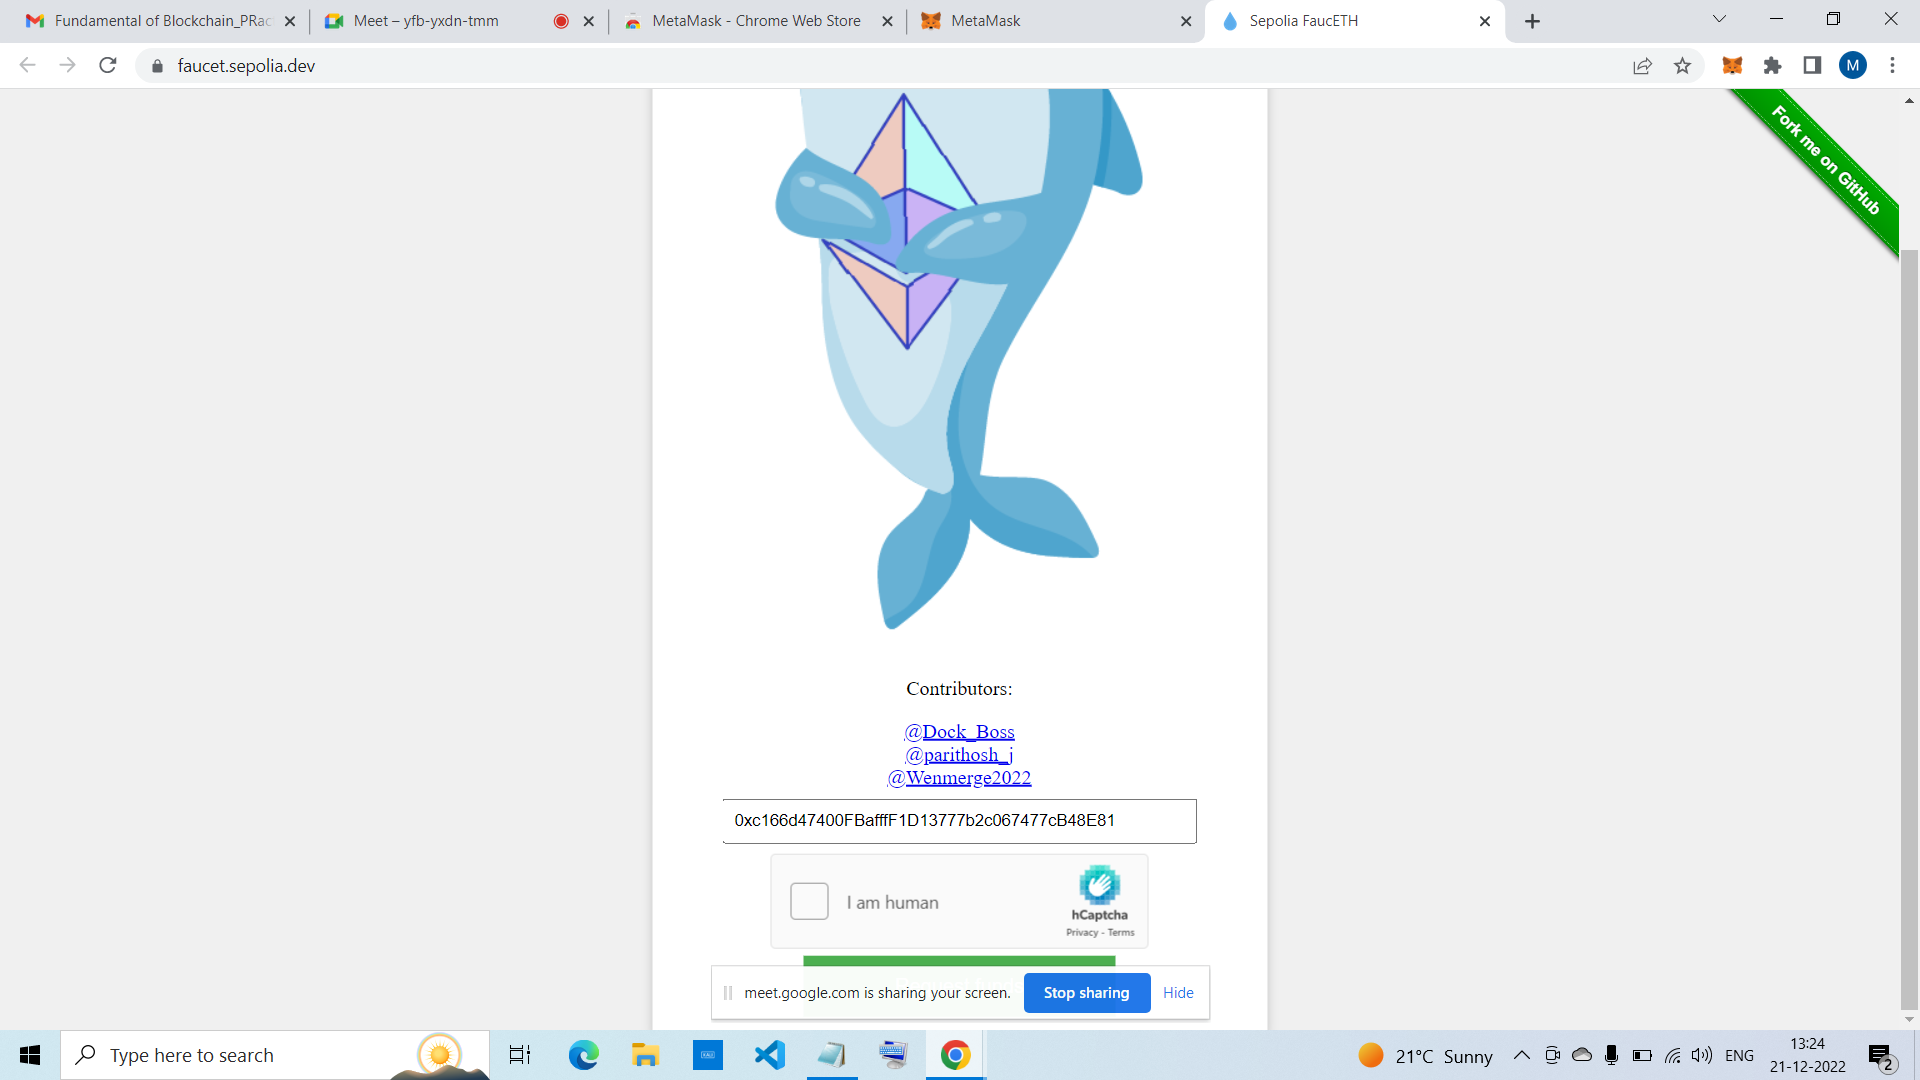 Fundamental of Blockchain_PRac
Meet – yfb-yxdn-tmm
MetaMask - Chrome Web Store
MetaMask
Sepolia FaucETH
faucet.sepolia.dev
M
Fork me on GitHub
Contributors:
@Dock_Boss
@parithosh_j
@Wenmerge2022
0xc166d47400FBafffF1D13777b2c067477cB48E81
I am human
hCaptcha
Privacy - Terms
meet.google.com is sharing your screen.
Stop sharing
Hide
Type here to search
21°C Sunny
ENG
13:24
21-12-2022
2